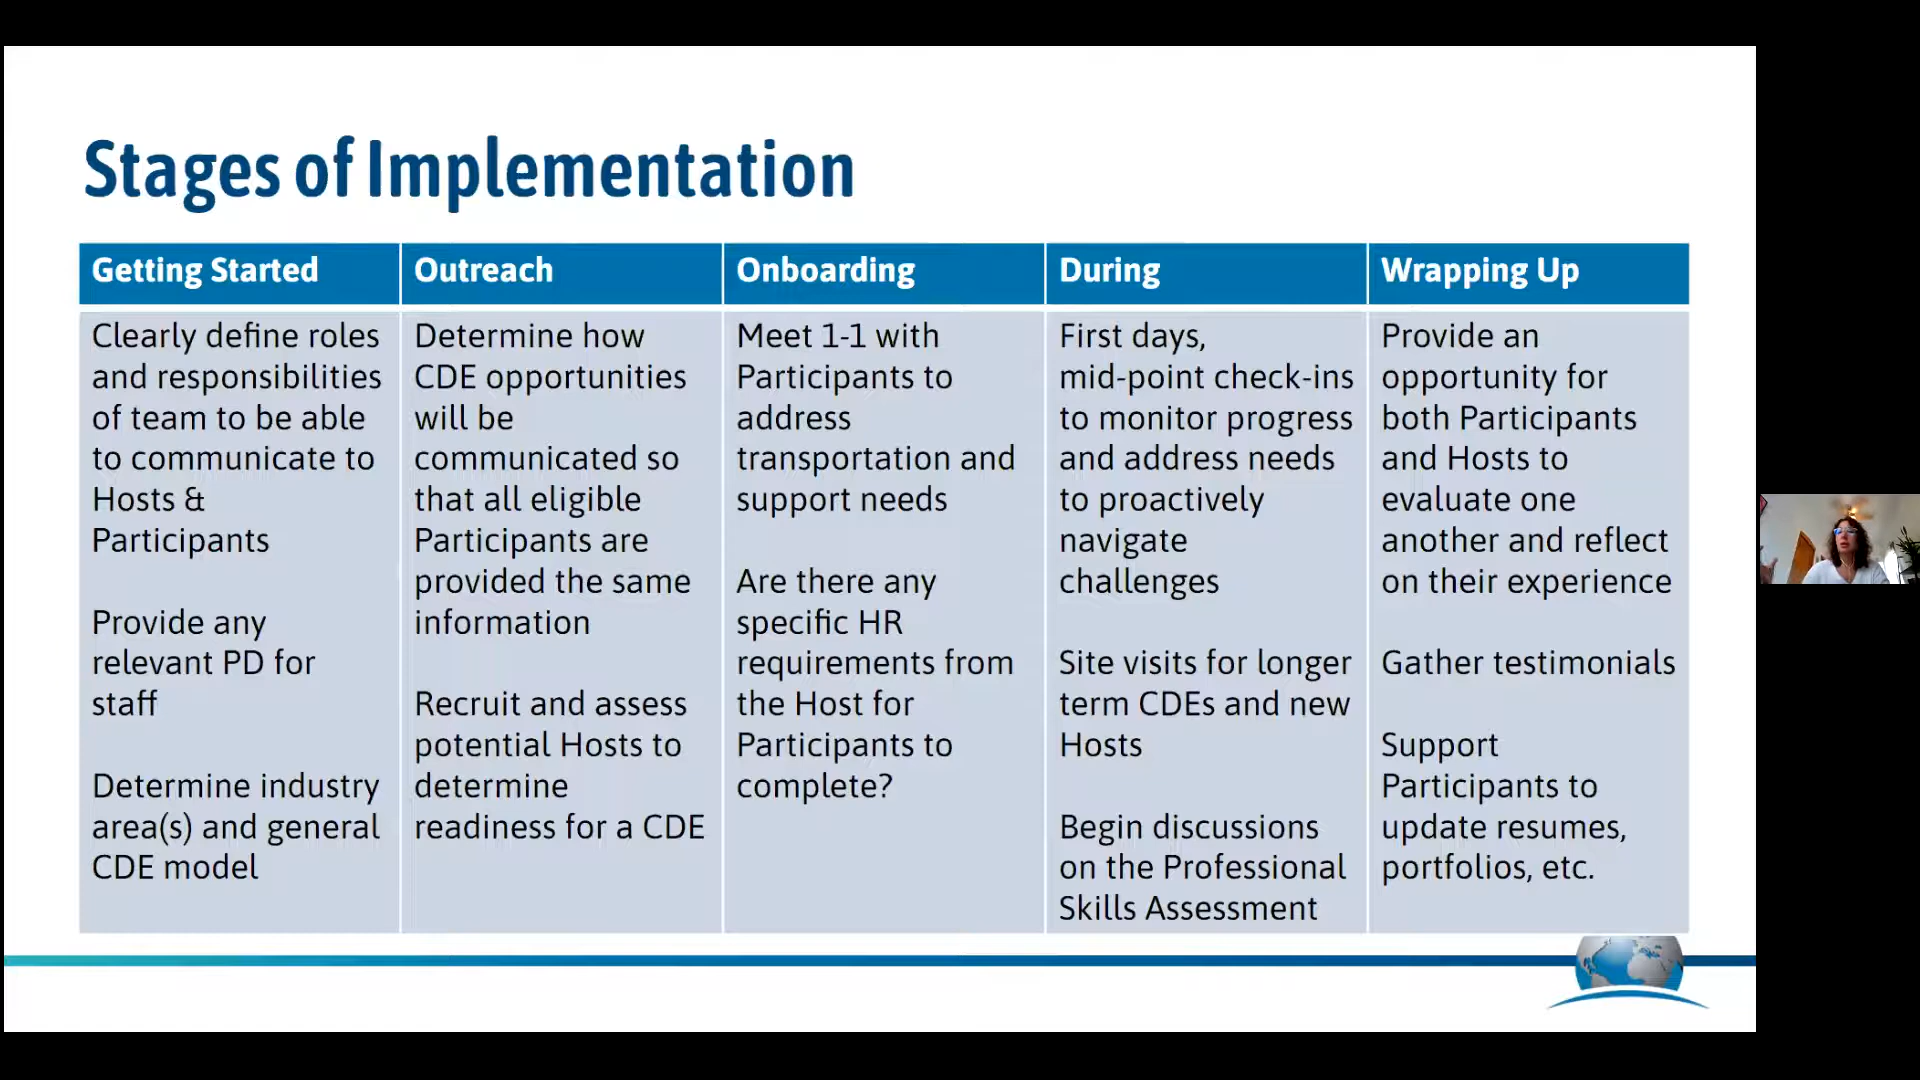 Stages of Implementation
Getting Started
Outreach
Onboarding
During
Wrapping Up
Clearly define roles
and responsibilities
of team to be able
to communicate to
Hosts &
Participants
Provide any
relevant PD for
staff
Determine industry
area(s) and general
CDE model
Determine how
CDE opportunities
will be
communicated so
that all eligible
Participants are
provided the same
information
Recruit and assess
potential Hosts to
determine
readiness for a CDE
Meet 1-1 with
Participants to
address
transportation and
support needs
Are there any
specific HR
requirements from
the Host for
Participants to
complete?
First days,
mid-point check-ins
to monitor progress
and address needs
to proactively
navigate
challenges
Site visits for longer
term CDEs and new
Hosts
Begin discussions
on the Professional
Skills Assessment
Provide an
opportunity for
both Participants
and Hosts to
evaluate one
another and reflect
on their experience
Gather testimonials
Support
Participants to
update resumes,
portfolios, etc.